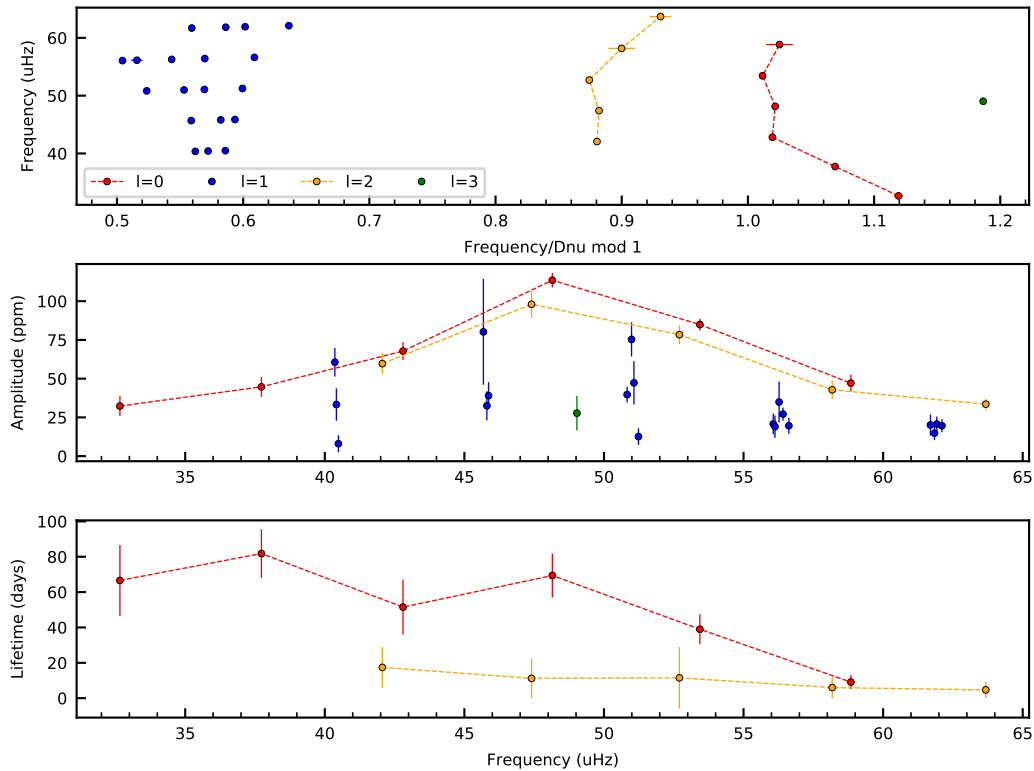 60
50
40
Frequency (uHz)
l=0 l=1 l=2 l=3
0.5 0.6 0.7 0.8 0.9 1.0 1.1 1.2
Frequency/Dnu mod 1
100
75
50
25
0
Amplitude (ppm)
35 40 45 50 55 60 65
100
80
60
40
20
0
Lifetime (days)
35 40 45 50 55 60 65
Frequency (uHz)